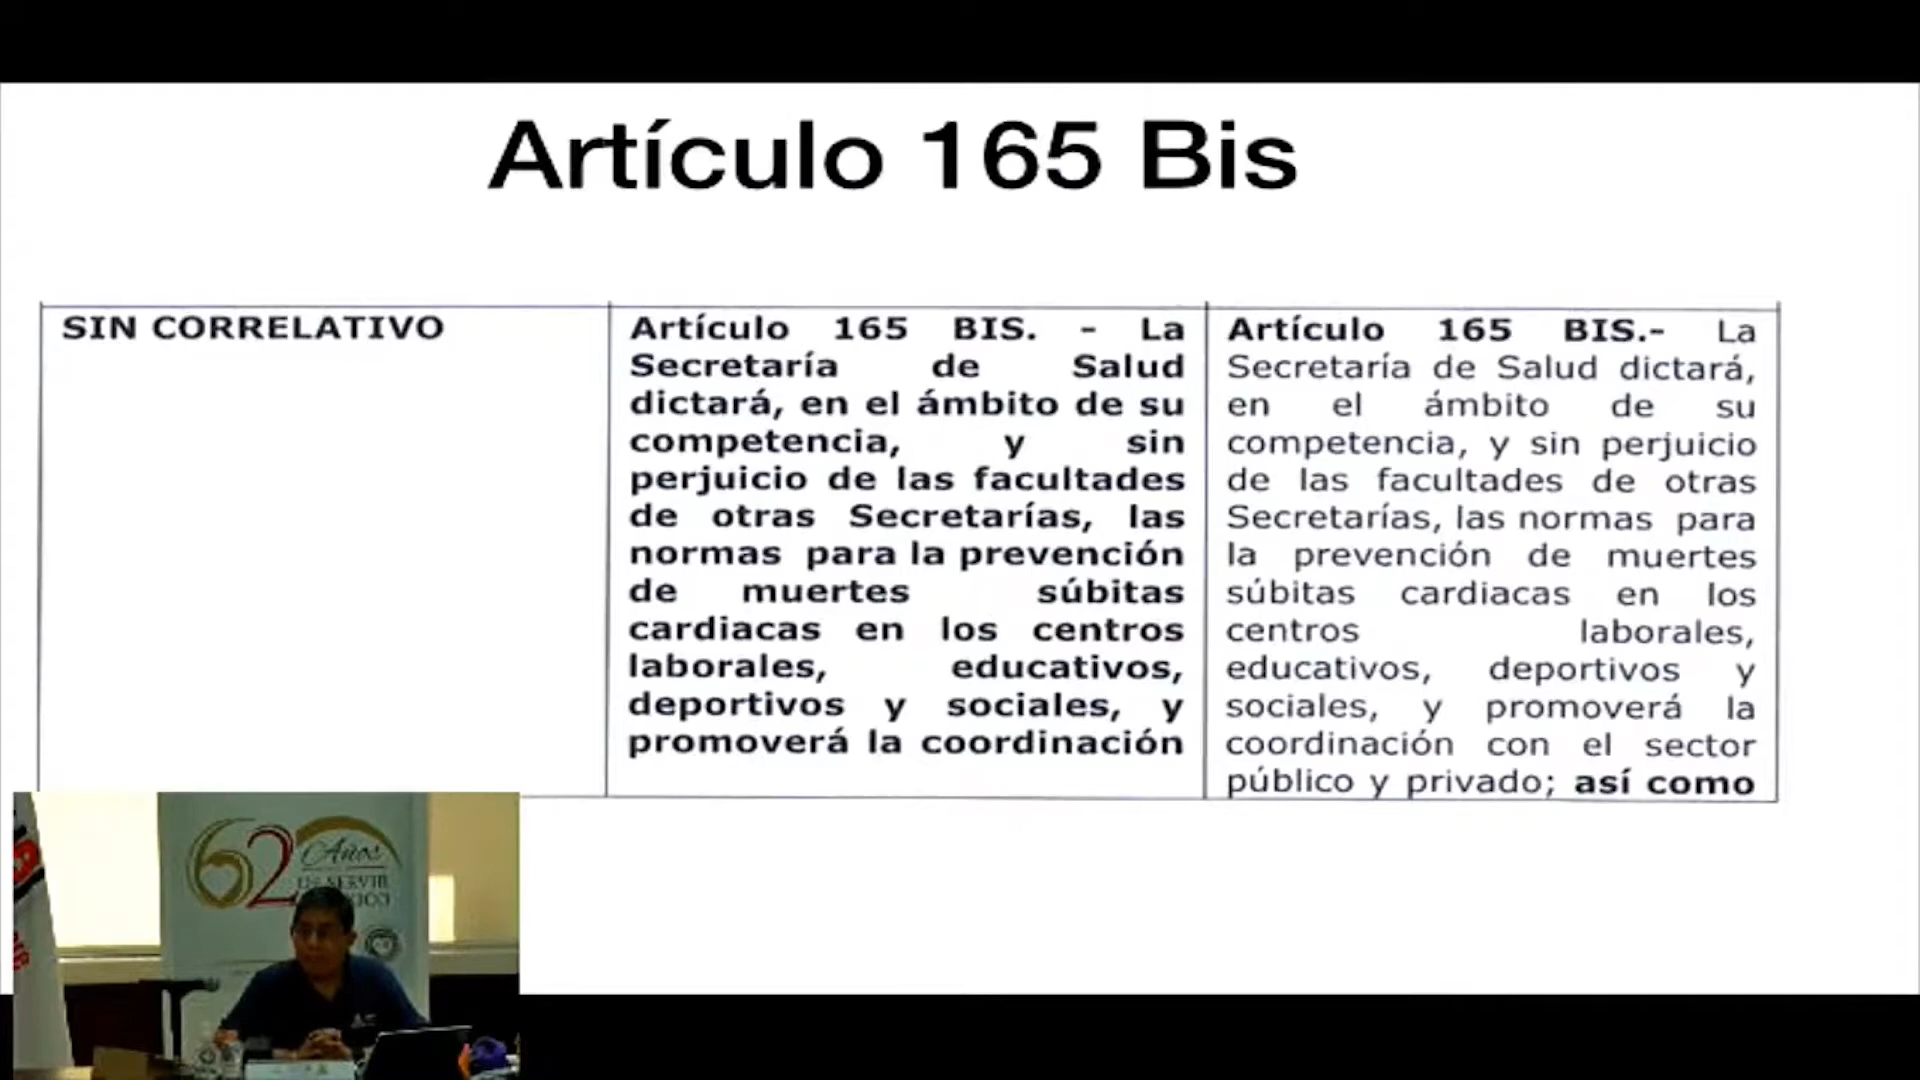 Artículo 165 Bis
SIN CORRELATIVO
Artículo 165 BIS. - La
Secretaría de Salud
dictará, en el ámbito de su
competencia, y sin
perjuicio de las facultades
de otras Secretarías, las
normas para la prevención
de muertes súbitas
cardiacas en los centros
laborales, educativos,
deportivos y sociales, y
promoverá la coordinación
Artículo 165 BIS.- La
Secretaría de Salud dictará,
en el ámbito de su
competencia, y sin perjuicio
de las facultades de otras
Secretarías, las normas para
la prevención de muertes
súbitas cardiacas en los
centros laborales,
educativos, deportivos y
sociales, y promoverá la
coordinación con el sector
público y privado; así como
62 Años
SERVIR